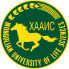 ХААИС
MONGOLIAN UNIVERSITY OF LIFE SCIENCES